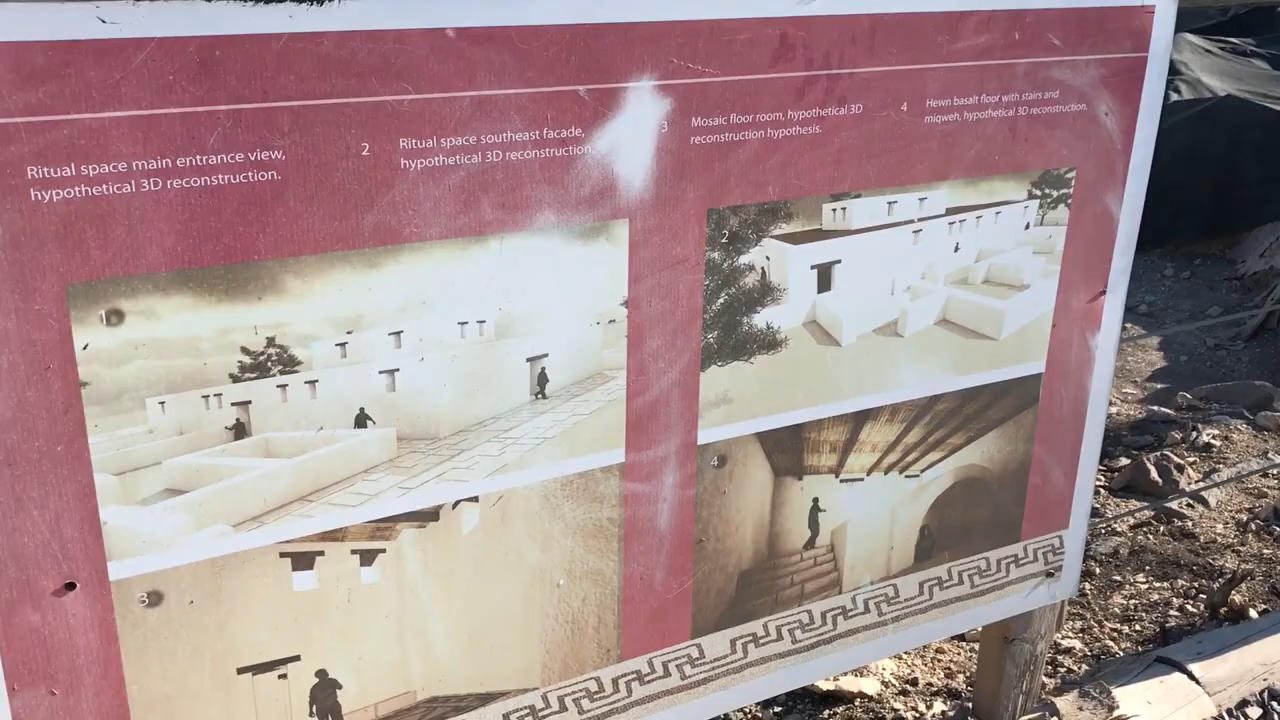 Ritual space main entrance view,
hypothetical 3D reconstruction.
2 Ritual space southeast facade,
hypothetical 3D reconstruction.
3 Mosaic floor room, hypothetical 3D
reconstruction hypothesis.
4 Hewn basalt floor with stairs and
miqweh, hypothetical 3D reconstruction.
1
2
3
4